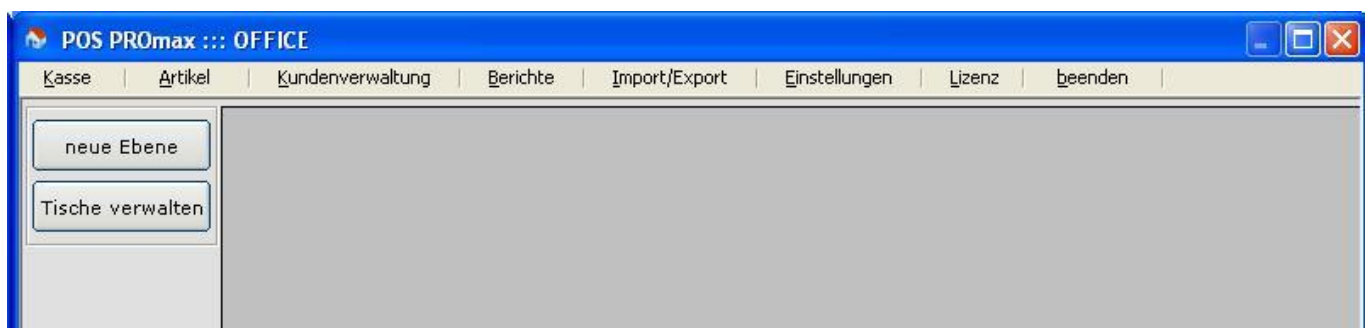 POS PROmax ::: OFFICE
Kasse | Artikel | Kundenverwaltung | Berichte | Import/Export | Einstellungen | Lizenz | beenden |
neue Ebene
Tische verwalten